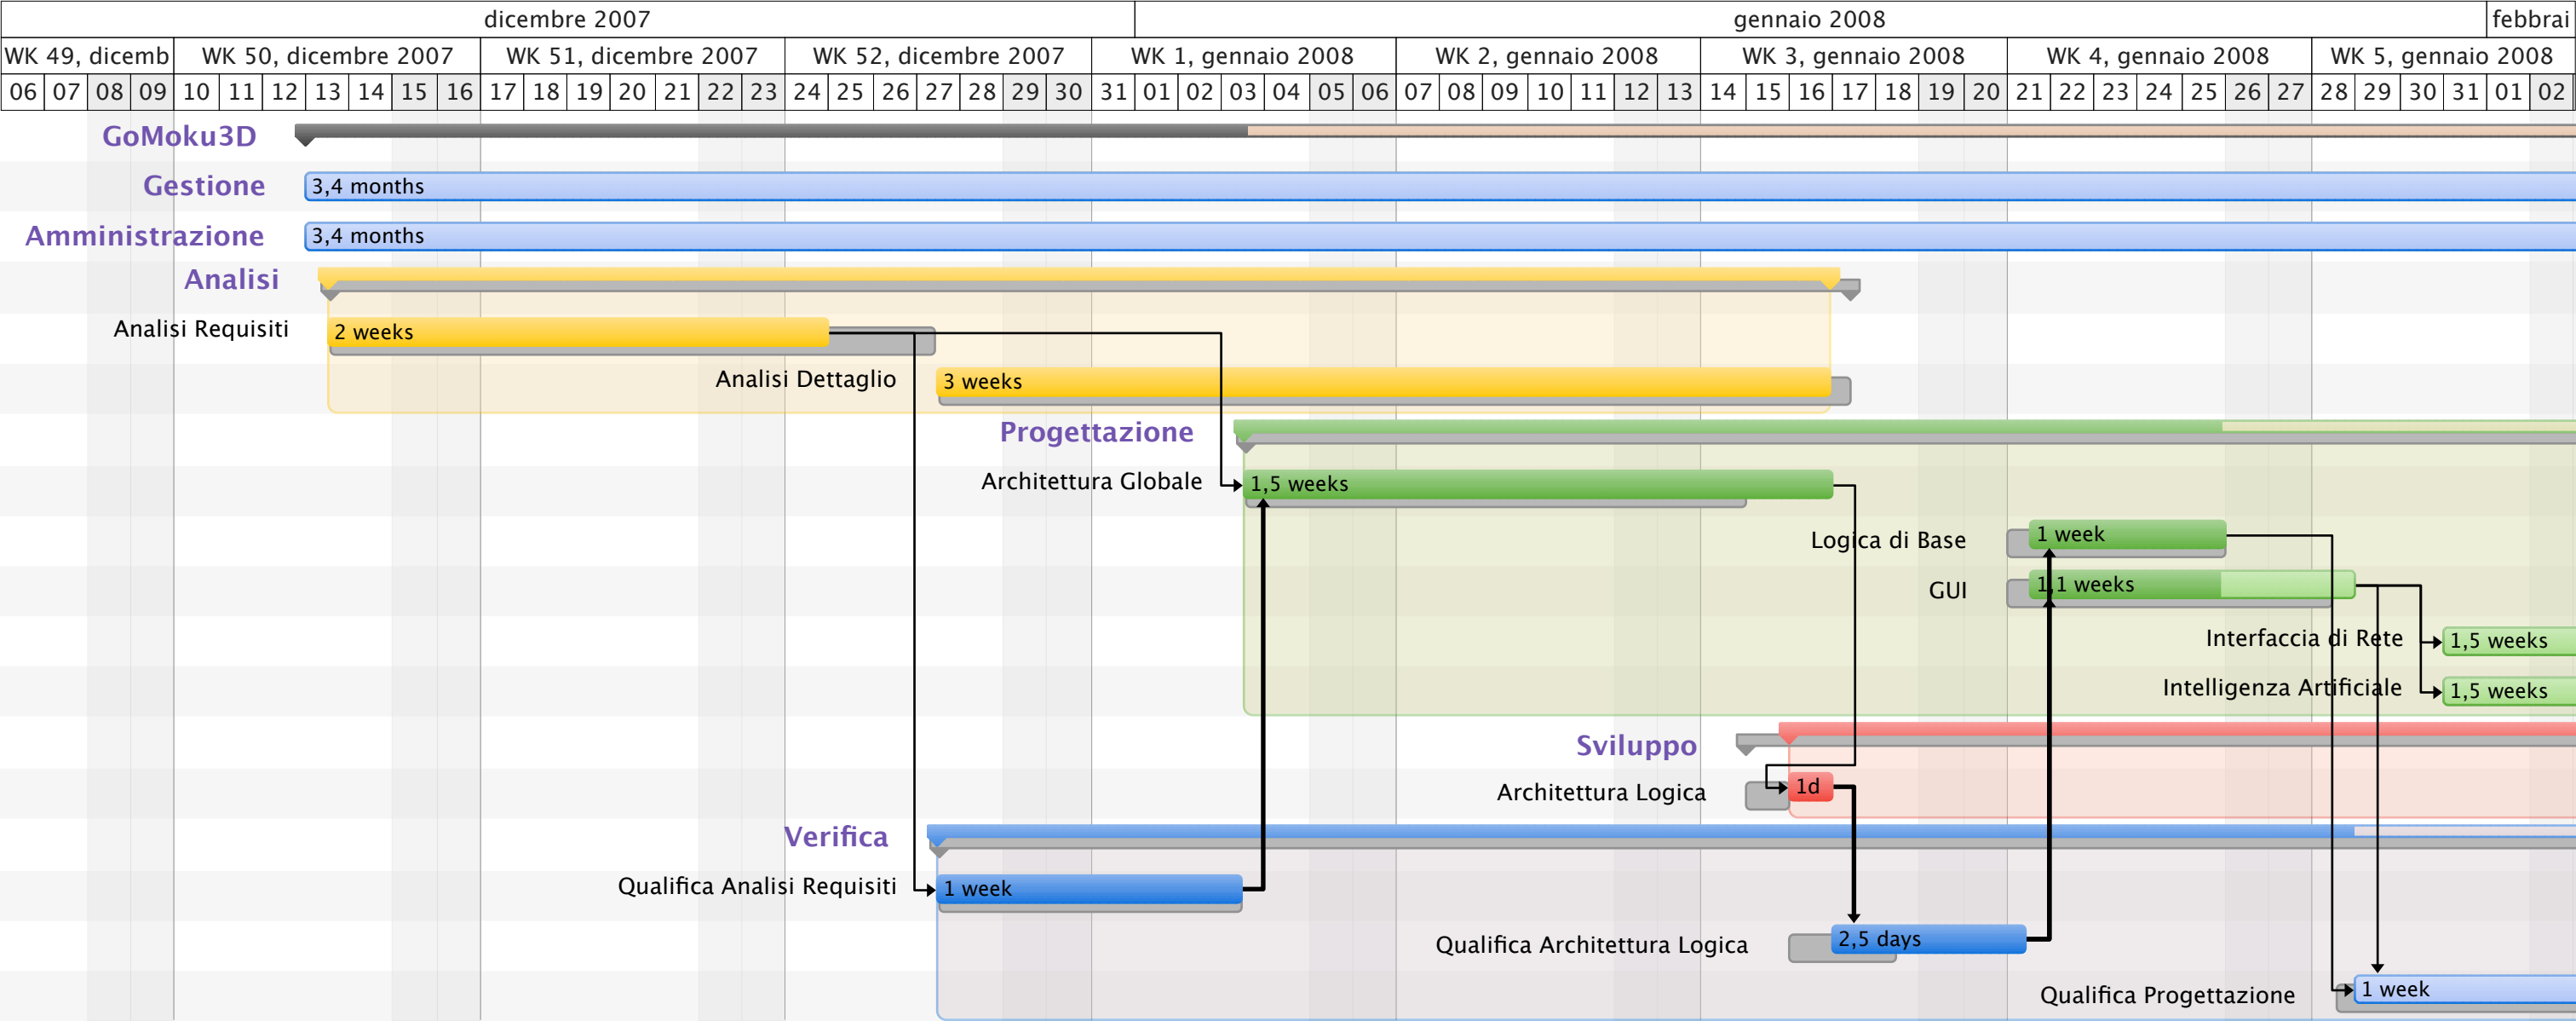 dicembre 2007 gennaio 2008 febbrai
WK 49, dicemb WK 50, dicembre 2007 WK 51, dicembre 2007 WK 52, dicembre 2007 WK 1, gennaio 2008 WK 2, gennaio 2008 WK 3, gennaio 2008 WK 4, gennaio 2008 WK 5, gennaio 2008
06 07 08 09 10 11 12 13 14 15 16 17 18 19 20 21 22 23 24 25 26 27 28 29 30 31 01 02 03 04 05 06 07 08 09 10 11 12 13 14 15 16 17 18 19 20 21 22 23 24 25 26 27 28 29 30 31 01 02
GoMoku3D
Gestione 3,4 months
Amministrazione 3,4 months
Analisi
Analisi Requisiti 2 weeks
Analisi Dettaglio 3 weeks
Progettazione
Architettura Globale 1,5 weeks
Logica di Base 1 week
GUI 1,1 weeks
Interfaccia di Rete 1,5 weeks
Intelligenza Artificiale 1,5 weeks
Sviluppo
Architettura Logica 1d
Verifica
Qualifica Analisi Requisiti 1 week
Qualifica Architettura Logica 2,5 days
Qualifica Progettazione 1 week